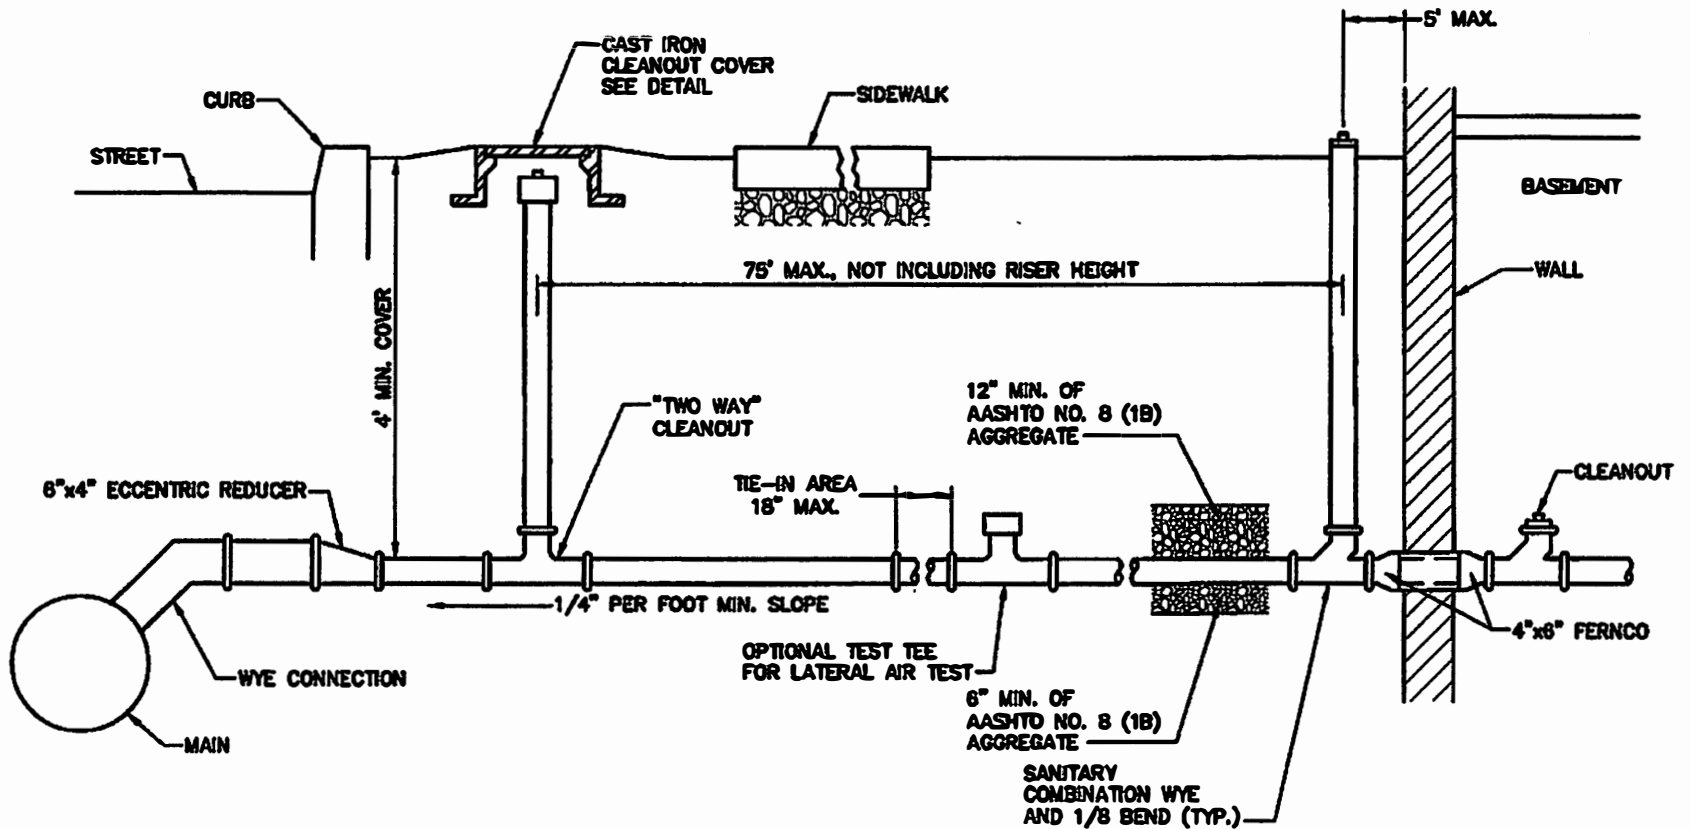 5' MAX.
CAST IRON
CLEANOUT COVER
SEE DETAIL
CURB
SIDEWALK
STREET
BASEMENT
75' MAX., NOT INCLUDING RISER HEIGHT
WALL
4' MIN. COVER
"TWO WAY"
CLEANOUT
12" MIN. OF
AASHTO NO. 8 (1B)
AGGREGATE
6"x4" ECCENTRIC REDUCER
TIE-IN AREA
18" MAX.
CLEANOUT
1/4" PER FOOT MIN. SLOPE
4"x6" FERNCO
OPTIONAL TEST TEE
FOR LATERAL AIR TEST
WYE CONNECTION
6" MIN. OF
AASHTO NO. 8 (1B)
AGGREGATE
MAIN
SANITARY
COMBINATION WYE
AND 1/8 BEND (TYP.)